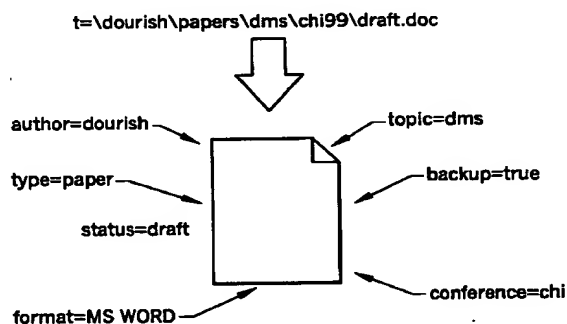 t=\dourish\papers\dms\chi99\draft.doc
author=dourish
topic=dms
type=paper
backup=true
status=draft
conference=chi
format=MS WORD